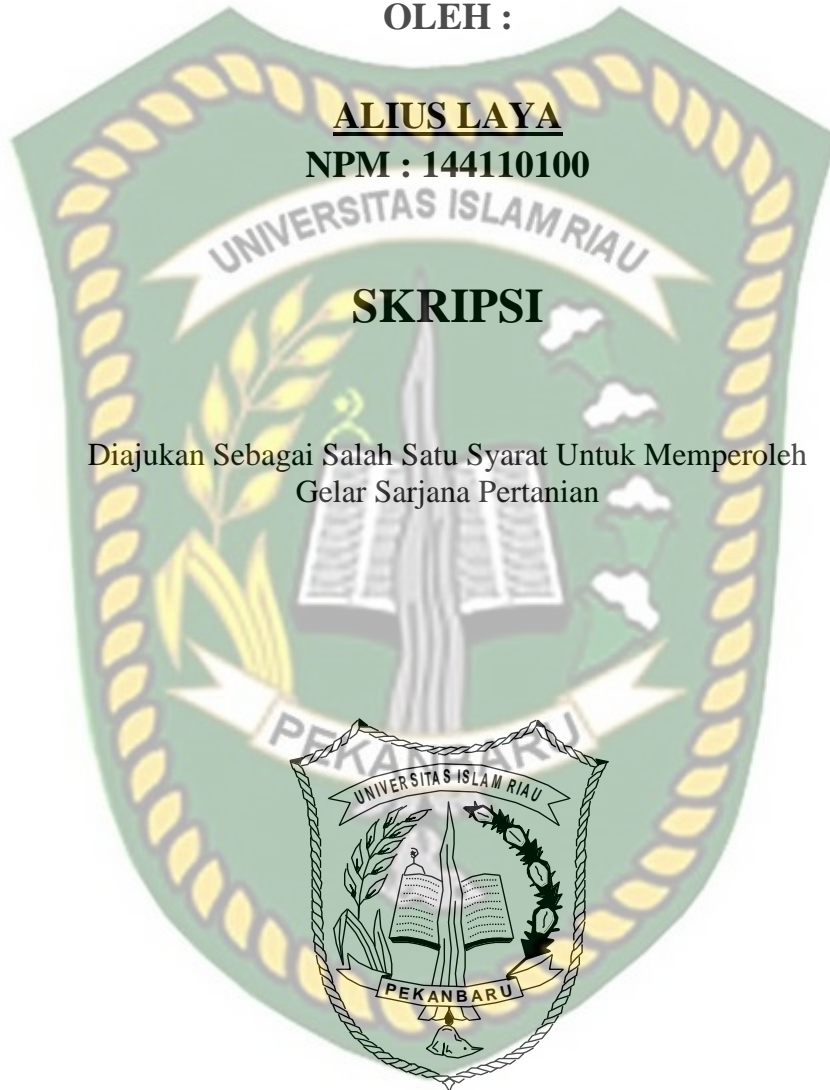 OLEH :
ALIUS LAYA
NPM : 144110100
UNIVERSITAS ISLAM RIAU
SKRIPSI
Diajukan Sebagai Salah Satu Syarat Untuk Memperoleh
Gelar Sarjana Pertanian
PEKANBARU
UNIVERSITAS ISLAM RIAU
PEKANBARU